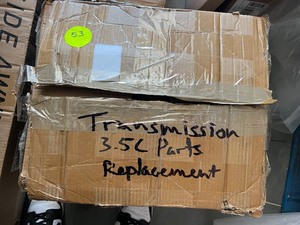 53
Transmission
3.5L Parts
Replacement